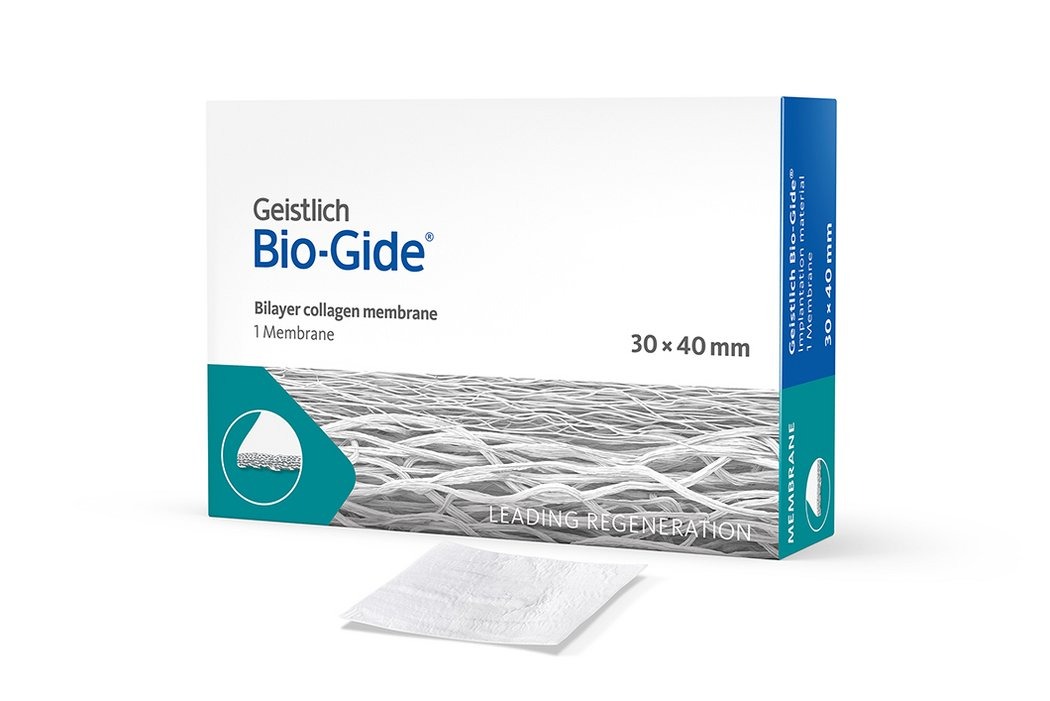 Geistlich
Bio-Gide®
Bilayer collagen membrane
1 Membrane
30 × 40 mm
LEADING REGENERATION
Geistlich Bio-Gide®
Implantation material
1 Membrane
30 × 40 mm
MEMBRANE